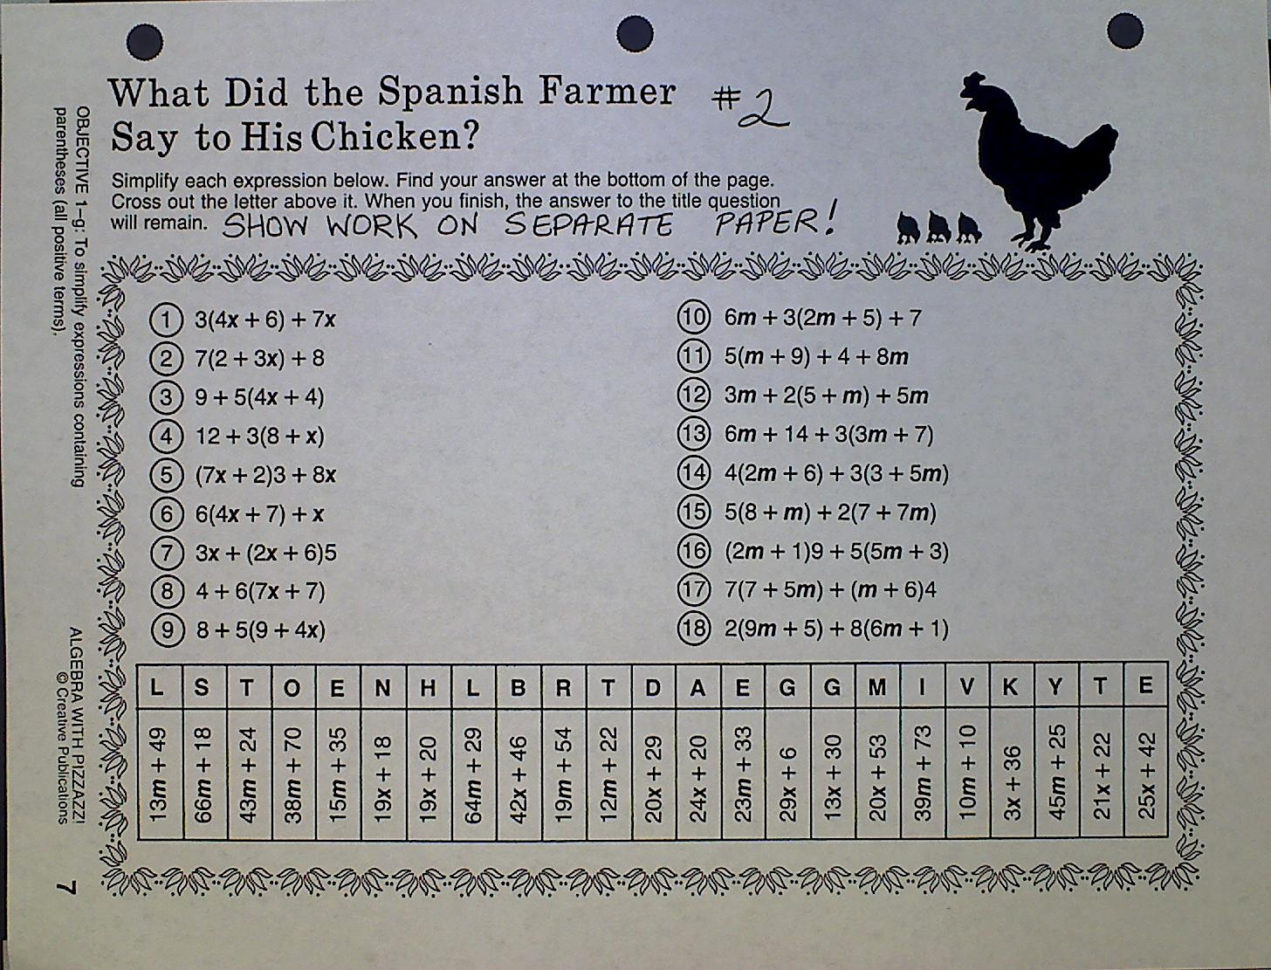 What Did the Spanish Farmer #2
Say to His Chicken?
Simplify each expression below. Find your answer at the bottom of the page.
Cross out the letter above it. When you finish, the answer to the title question
will remain. SHOW WORK ON SEPARATE PAPER!
OBJECTIVE 1–g: To simplify expressions containing
parentheses (all positive terms).
1 3(4x + 6) + 7x
2 7(2 + 3x) + 8
3 9 + 5(4x + 4)
4 12 + 3(8 + x)
5 (7x + 2)3 + 8x
6 6(4x + 7) + x
7 3x + (2x + 6)5
8 4 + 6(7x + 7)
9 8 + 5(9 + 4x)
10 6m + 3(2m + 5) + 7
11 5(m + 9) + 4 + 8m
12 3m + 2(5 + m) + 5m
13 6m + 14 + 3(3m + 7)
14 4(2m + 6) + 3(3 + 5m)
15 5(8 + m) + 2(7 + 7m)
16 (2m + 1)9 + 5(5m + 3)
17 7(7 + 5m) + (m + 6)4
18 2(9m + 5) + 8(6m + 1)
L S T O E N H L B R T D A E G G M I V K Y T E
13m + 49
66m + 18
43m + 24
38m + 70
15m + 35
19x + 18
19x + 20
64m + 29
42x + 46
19m + 54
12m + 22
20x + 29
24x + 20
23m + 33
29x + 6
13x + 30
20x + 53
39m + 73
10m + 10
3x + 36
45m + 25
21x + 22
25x + 42
ALGEBRA WITH PIZZAZZ!
© Creative Publications
7